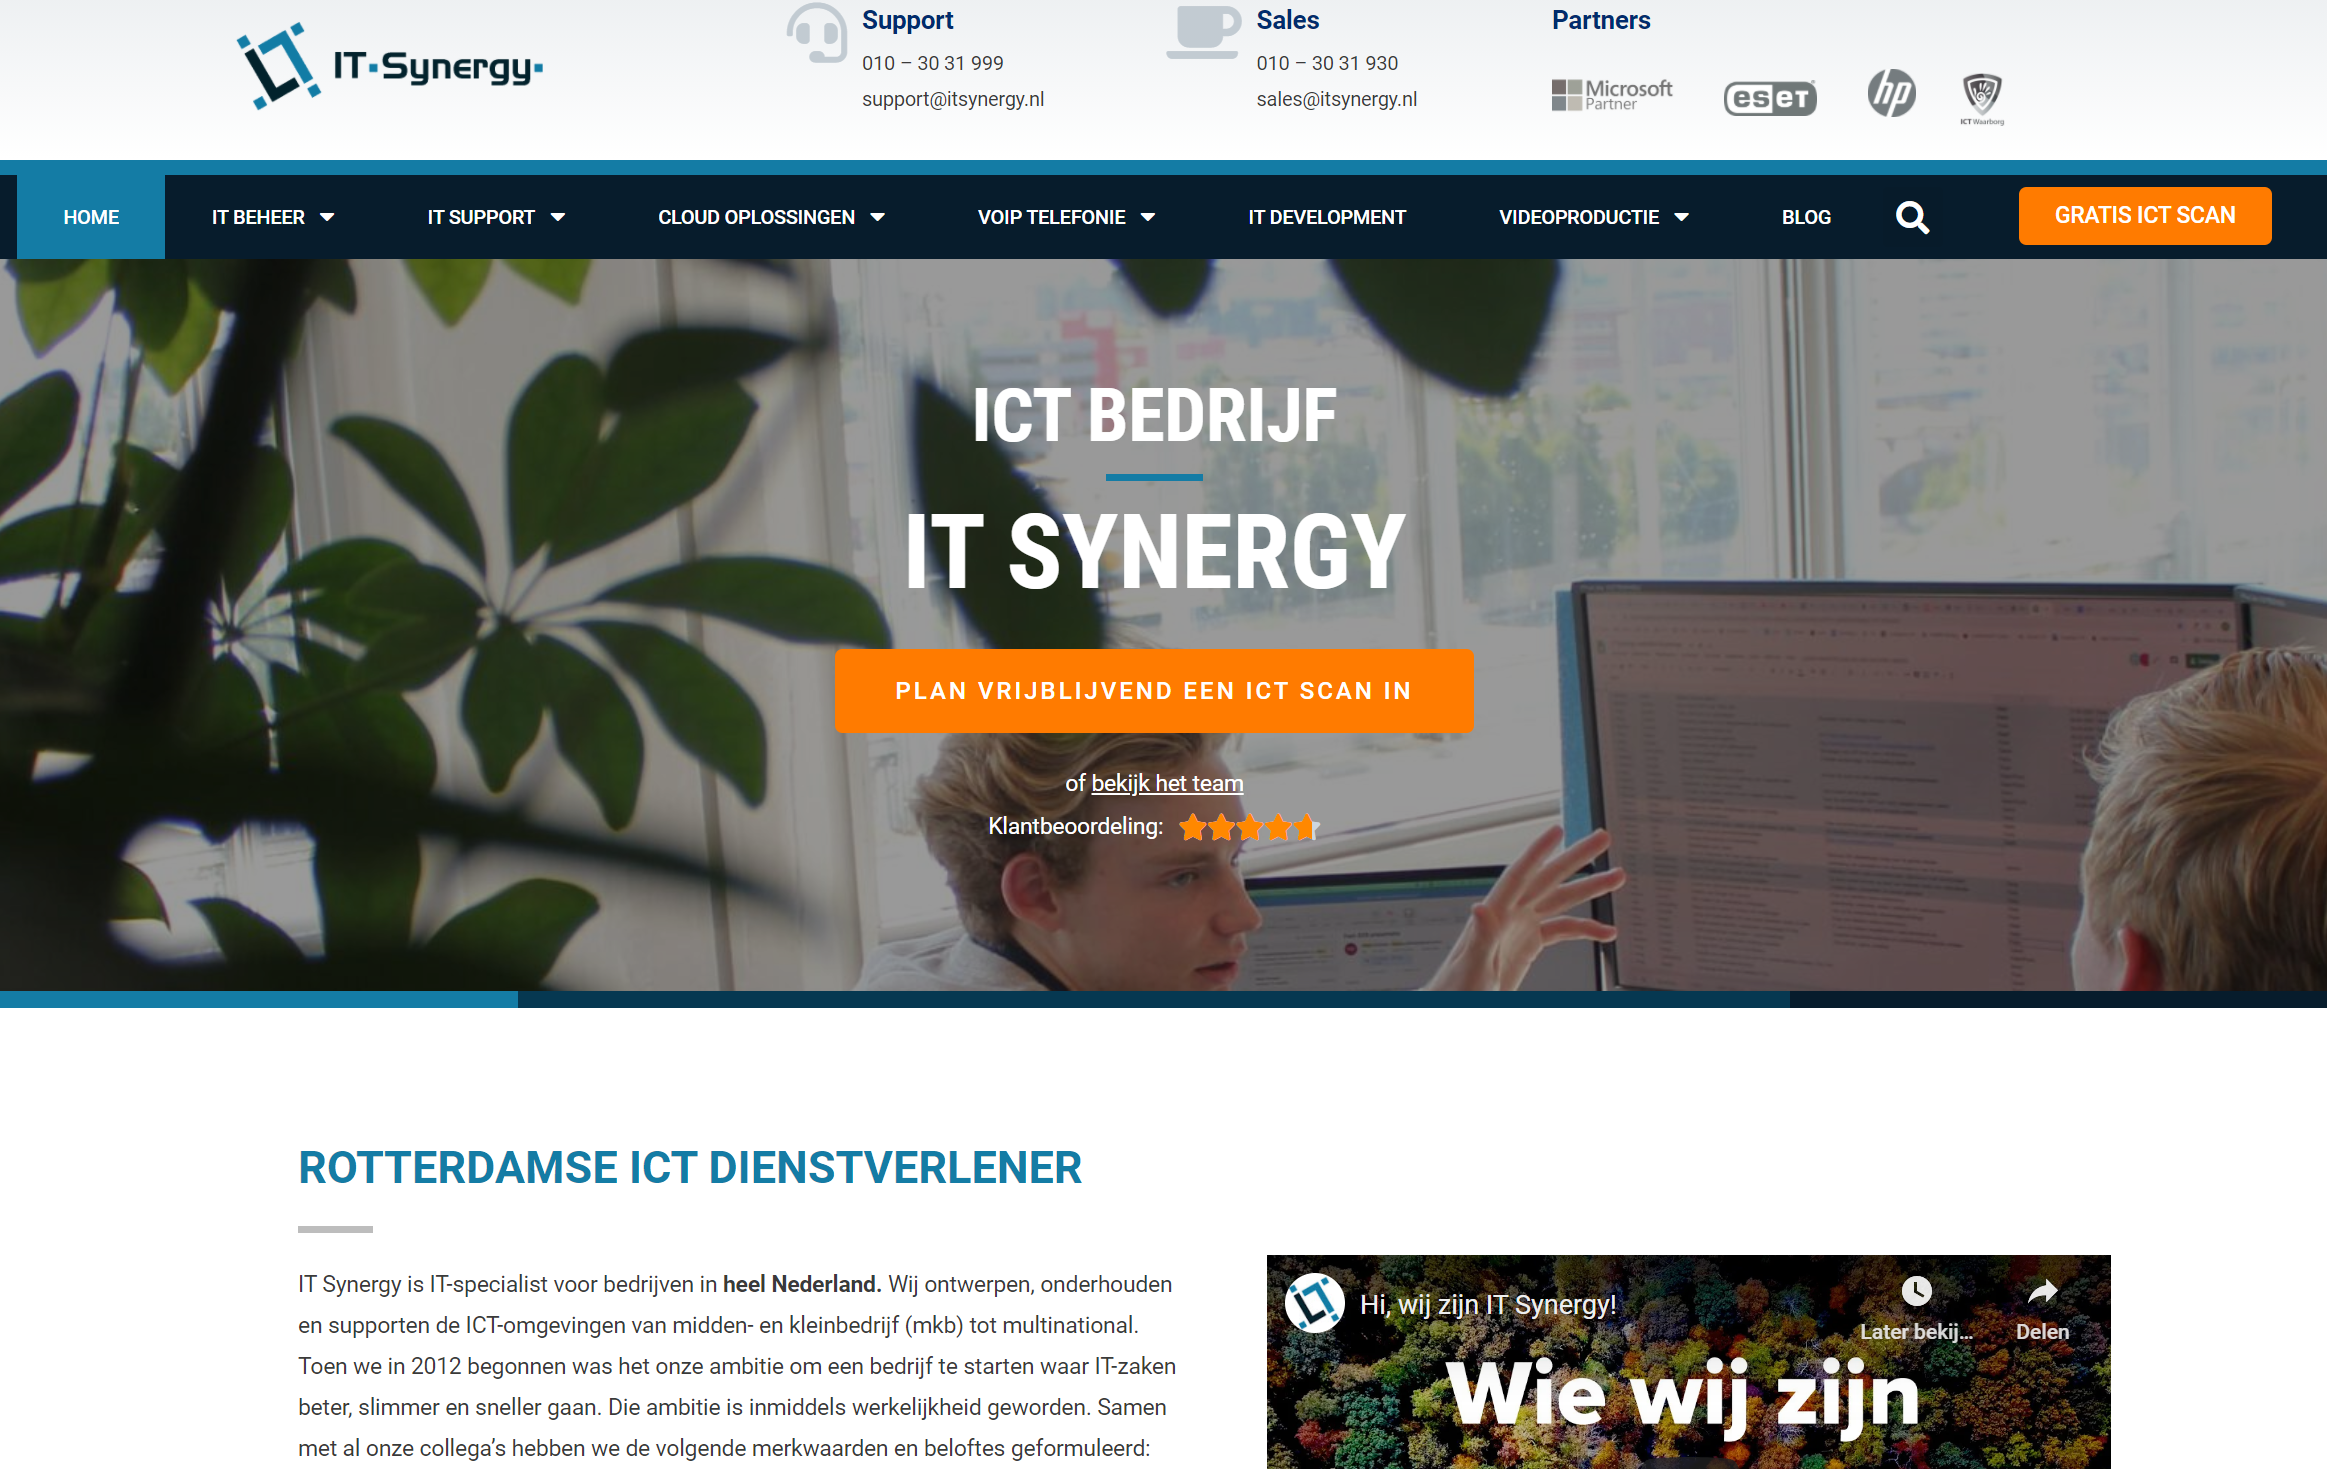 IT·Synergy·
Support
010 – 30 31 999
support@itsynergy.nl
Sales
010 – 30 31 930
sales@itsynergy.nl
Partners
Microsoft
Partner
eseT
hp
ICT Waarborg
HOME
IT BEHEER
IT SUPPORT
CLOUD OPLOSSINGEN
VOIP TELEFONIE
IT DEVELOPMENT
VIDEOPRODUCTIE
BLOG
GRATIS ICT SCAN
ICT BEDRIJF
IT SYNERGY
PLAN VRIJBLIJVEND EEN ICT SCAN IN
of bekijk het team
Klantbeoordeling:
ROTTERDAMSE ICT DIENSTVERLENER
IT Synergy is IT-specialist voor bedrijven in heel Nederland. Wij ontwerpen, onderhouden
en supporten de ICT-omgevingen van midden- en kleinbedrijf (mkb) tot multinational.
Toen we in 2012 begonnen was het onze ambitie om een bedrijf te starten waar IT-zaken
beter, slimmer en sneller gaan. Die ambitie is inmiddels werkelijkheid geworden. Samen
met al onze collega’s hebben we de volgende merkwaarden en beloftes geformuleerd:
Hi, wij zijn IT Synergy!
Later bekij...
Delen
Wie wij zijn